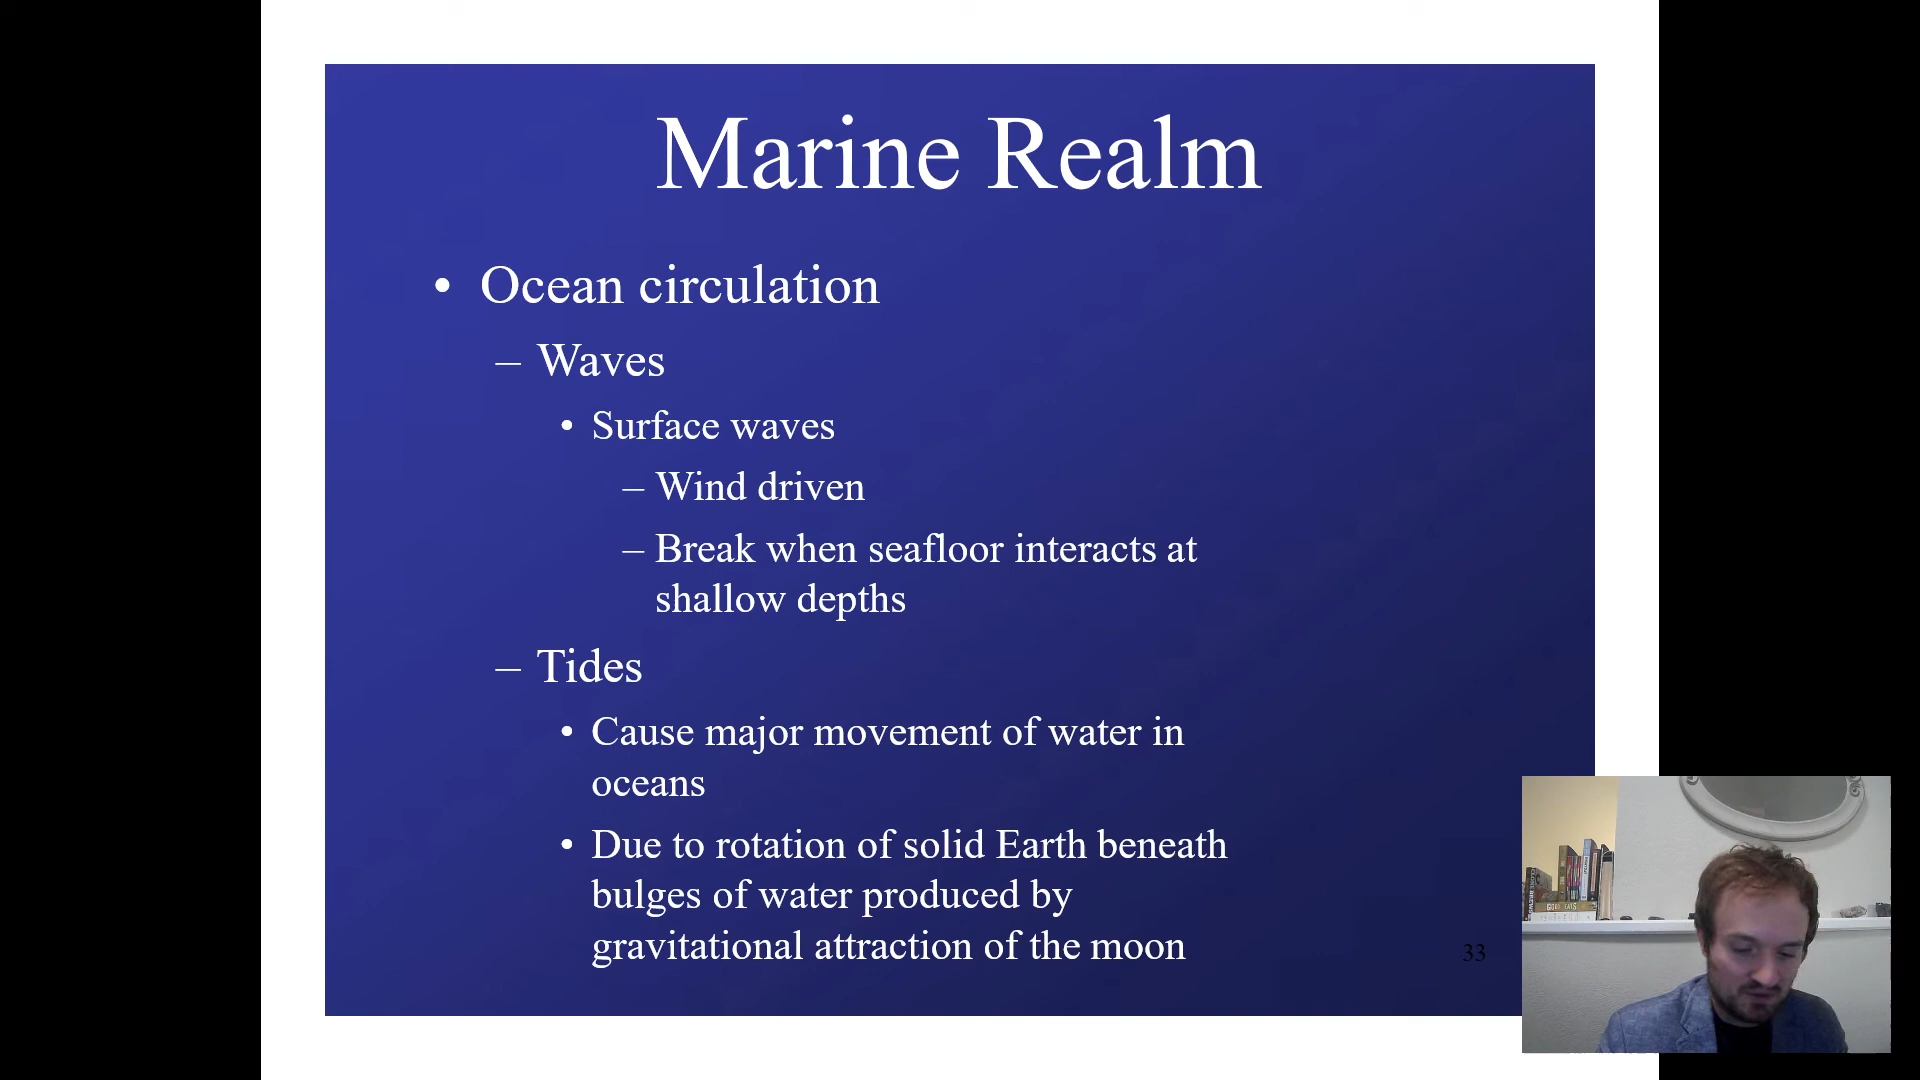 Marine Realm
• Ocean circulation
– Waves
• Surface waves
– Wind driven
– Break when seafloor interacts at
shallow depths
– Tides
• Cause major movement of water in
oceans
• Due to rotation of solid Earth beneath
bulges of water produced by
gravitational attraction of the moon
33